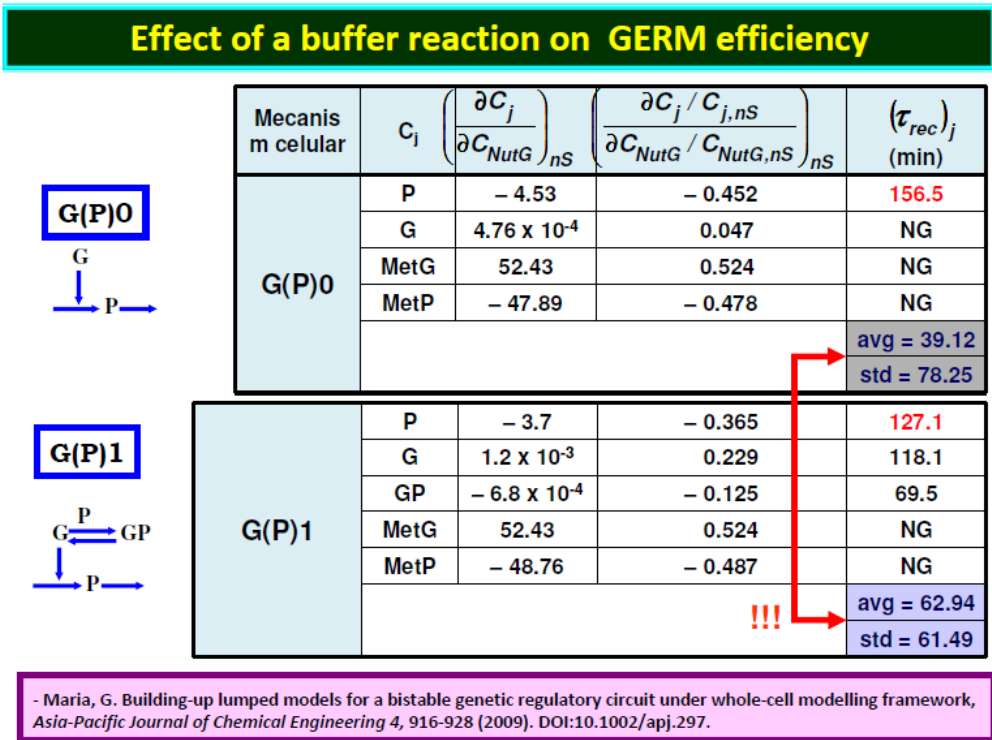 Effect of a buffer reaction on GERM efficiency
Mecanis
m celular
Cj
(∂Cj / ∂CNutG)nS
(∂Cj / Cj,nS / ∂CNutG / CNutG,nS)nS
(τrec)j
(min)
G(P)0
G
P
G(P)0
P – 4.53 – 0.452 156.5
G 4.76 x 10-4 0.047 NG
MetG 52.43 0.524 NG
MetP – 47.89 – 0.478 NG
avg = 39.12
std = 78.25
G(P)1
P
G GP
P
G(P)1
P – 3.7 – 0.365 127.1
G 1.2 x 10-3 0.229 118.1
GP – 6.8 x 10-4 – 0.125 69.5
MetG 52.43 0.524 NG
MetP – 48.76 – 0.487 NG
!!!
avg = 62.94
std = 61.49
- Maria, G. Building-up lumped models for a bistable genetic regulatory circuit under whole-cell modelling framework,
Asia-Pacific Journal of Chemical Engineering 4, 916-928 (2009). DOI:10.1002/apj.297.